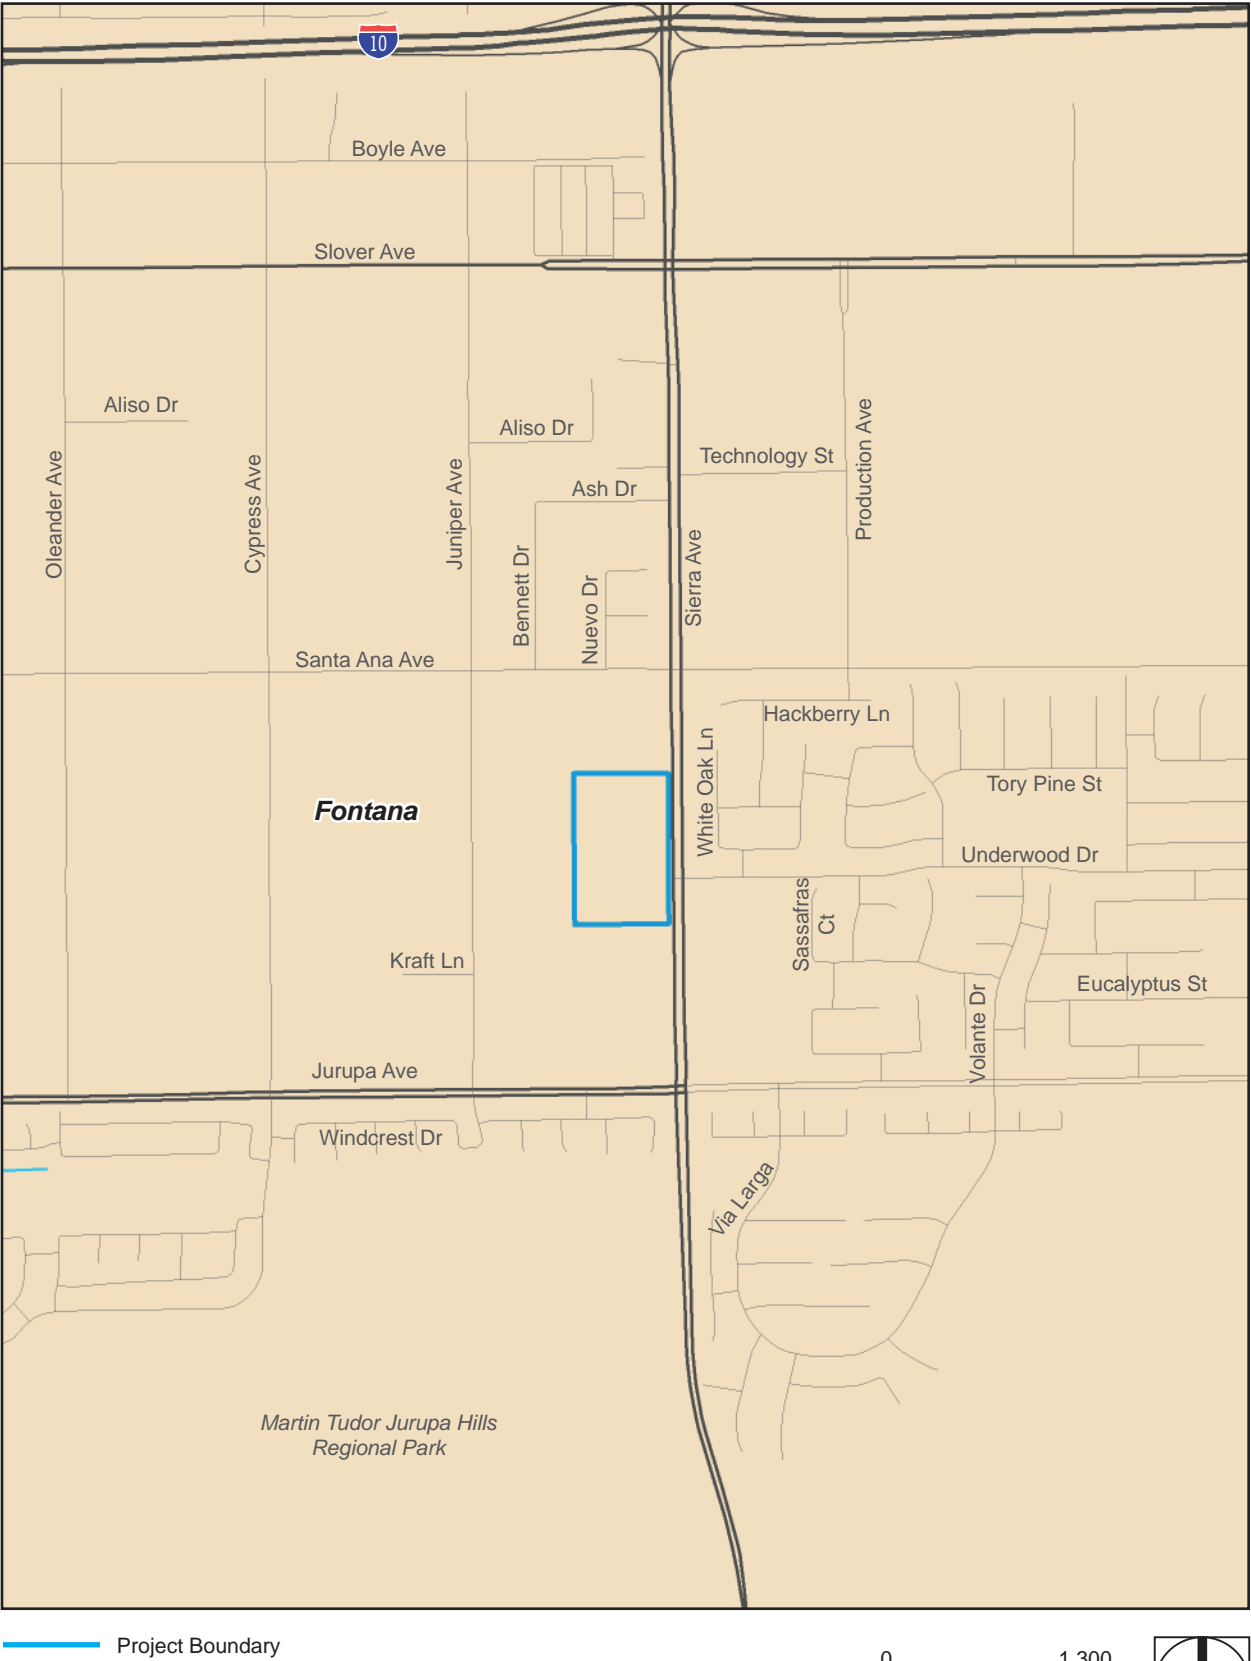 10
Boyle Ave
Slover Ave
Aliso Dr
Aliso Dr
Technology St
Production Ave
Oleander Ave
Cypress Ave
Juniper Ave
Ash Dr
Bennett Dr
Nuevo Dr
Sierra Ave
Santa Ana Ave
Hackberry Ln
White Oak Ln
Tory Pine St
Fontana
Underwood Dr
Sassafras
Ct
Kraft Ln
Eucalyptus St
Volante Dr
Jurupa Ave
Windcrest Dr
Via Larga
Martin Tudor Jurupa Hills
Regional Park
Project Boundary
0 1,300